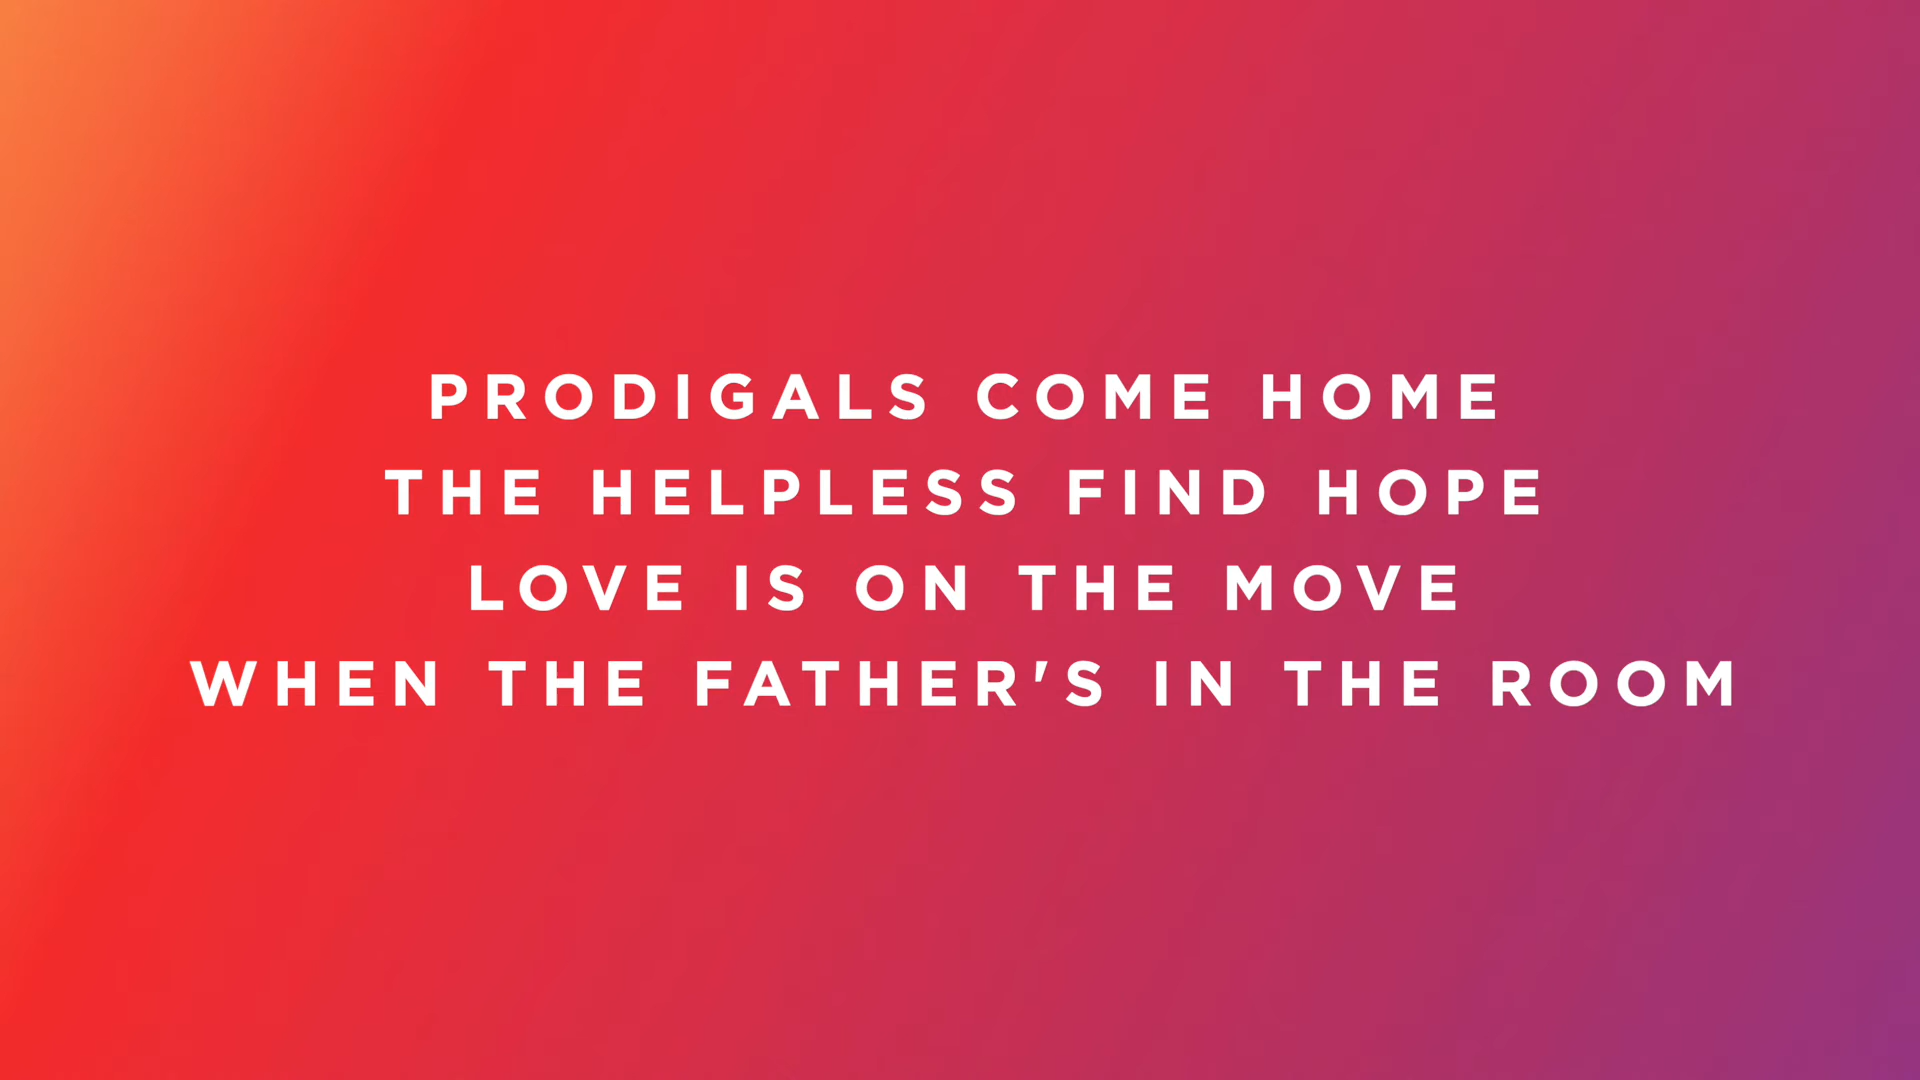 PRODIGALS COME HOME
THE HELPLESS FIND HOPE
LOVE IS ON THE MOVE
WHEN THE FATHER'S IN THE ROOM